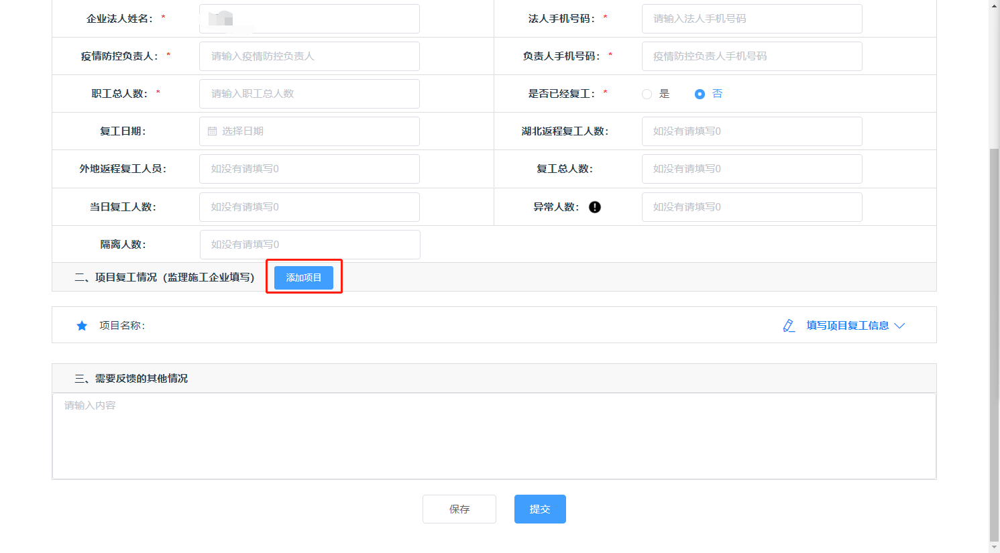 企业法人姓名： *
法人手机号码： * 请输入法人手机号码
疫情防控负责人： * 请输入疫情防控负责人
负责人手机号码： * 疫情防控负责人手机号码
职工总人数： * 请输入职工总人数
是否已经复工： * 是 否
复工日期： 选择日期
湖北返程复工人数： 如没有请填写0
外地返程复工人员： 如没有请填写0
复工总人数： 如没有请填写0
当日复工人数： 如没有请填写0
异常人数： 如没有请填写0
隔离人数： 如没有请填写0
二、项目复工情况（监理施工企业填写） 添加项目
项目名称： 填写项目复工信息
三、需要反馈的其他情况
请输入内容
保存 提交